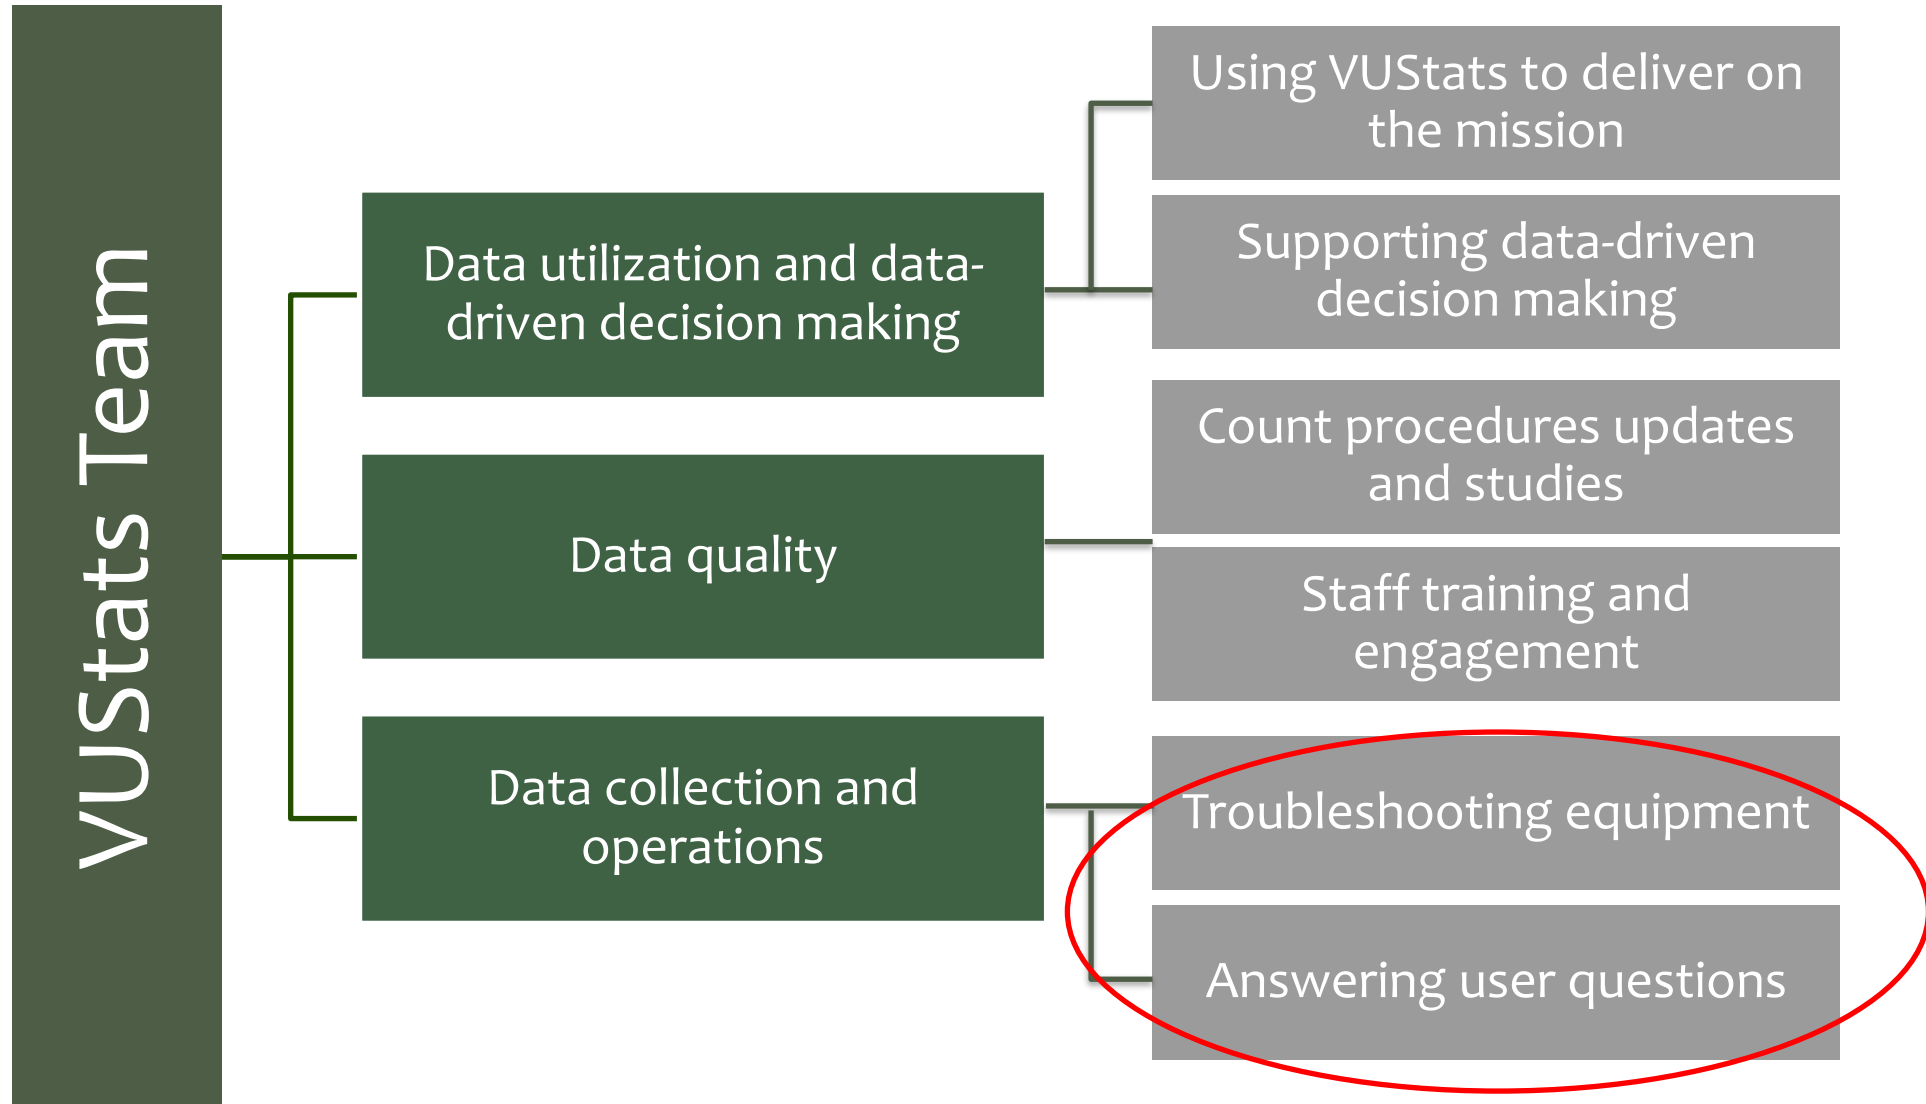 VUStats Team
Data utilization and data-
driven decision making
Using VUStats to deliver on
the mission
Supporting data-driven
decision making
Data quality
Count procedures updates
and studies
Staff training and
engagement
Data collection and
operations
Troubleshooting equipment
Answering user questions